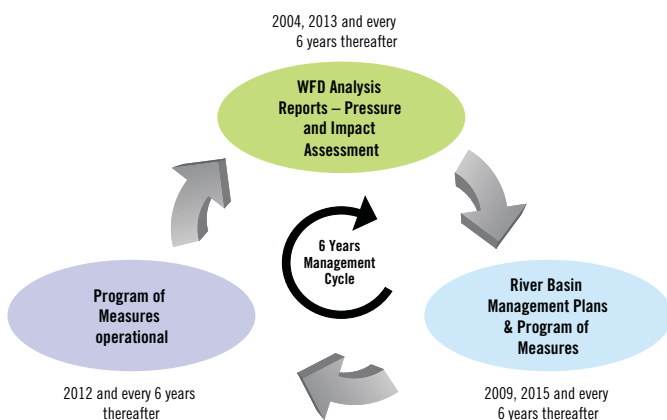 2004, 2013 and every
6 years thereafter
WFD Analysis
Reports – Pressure
and Impact
Assessment
6 Years
Management
Cycle
Program of
Measures
operational
River Basin
Management Plans
& Program of
Measures
2012 and every 6 years
thereafter
2009, 2015 and every
6 years thereafter